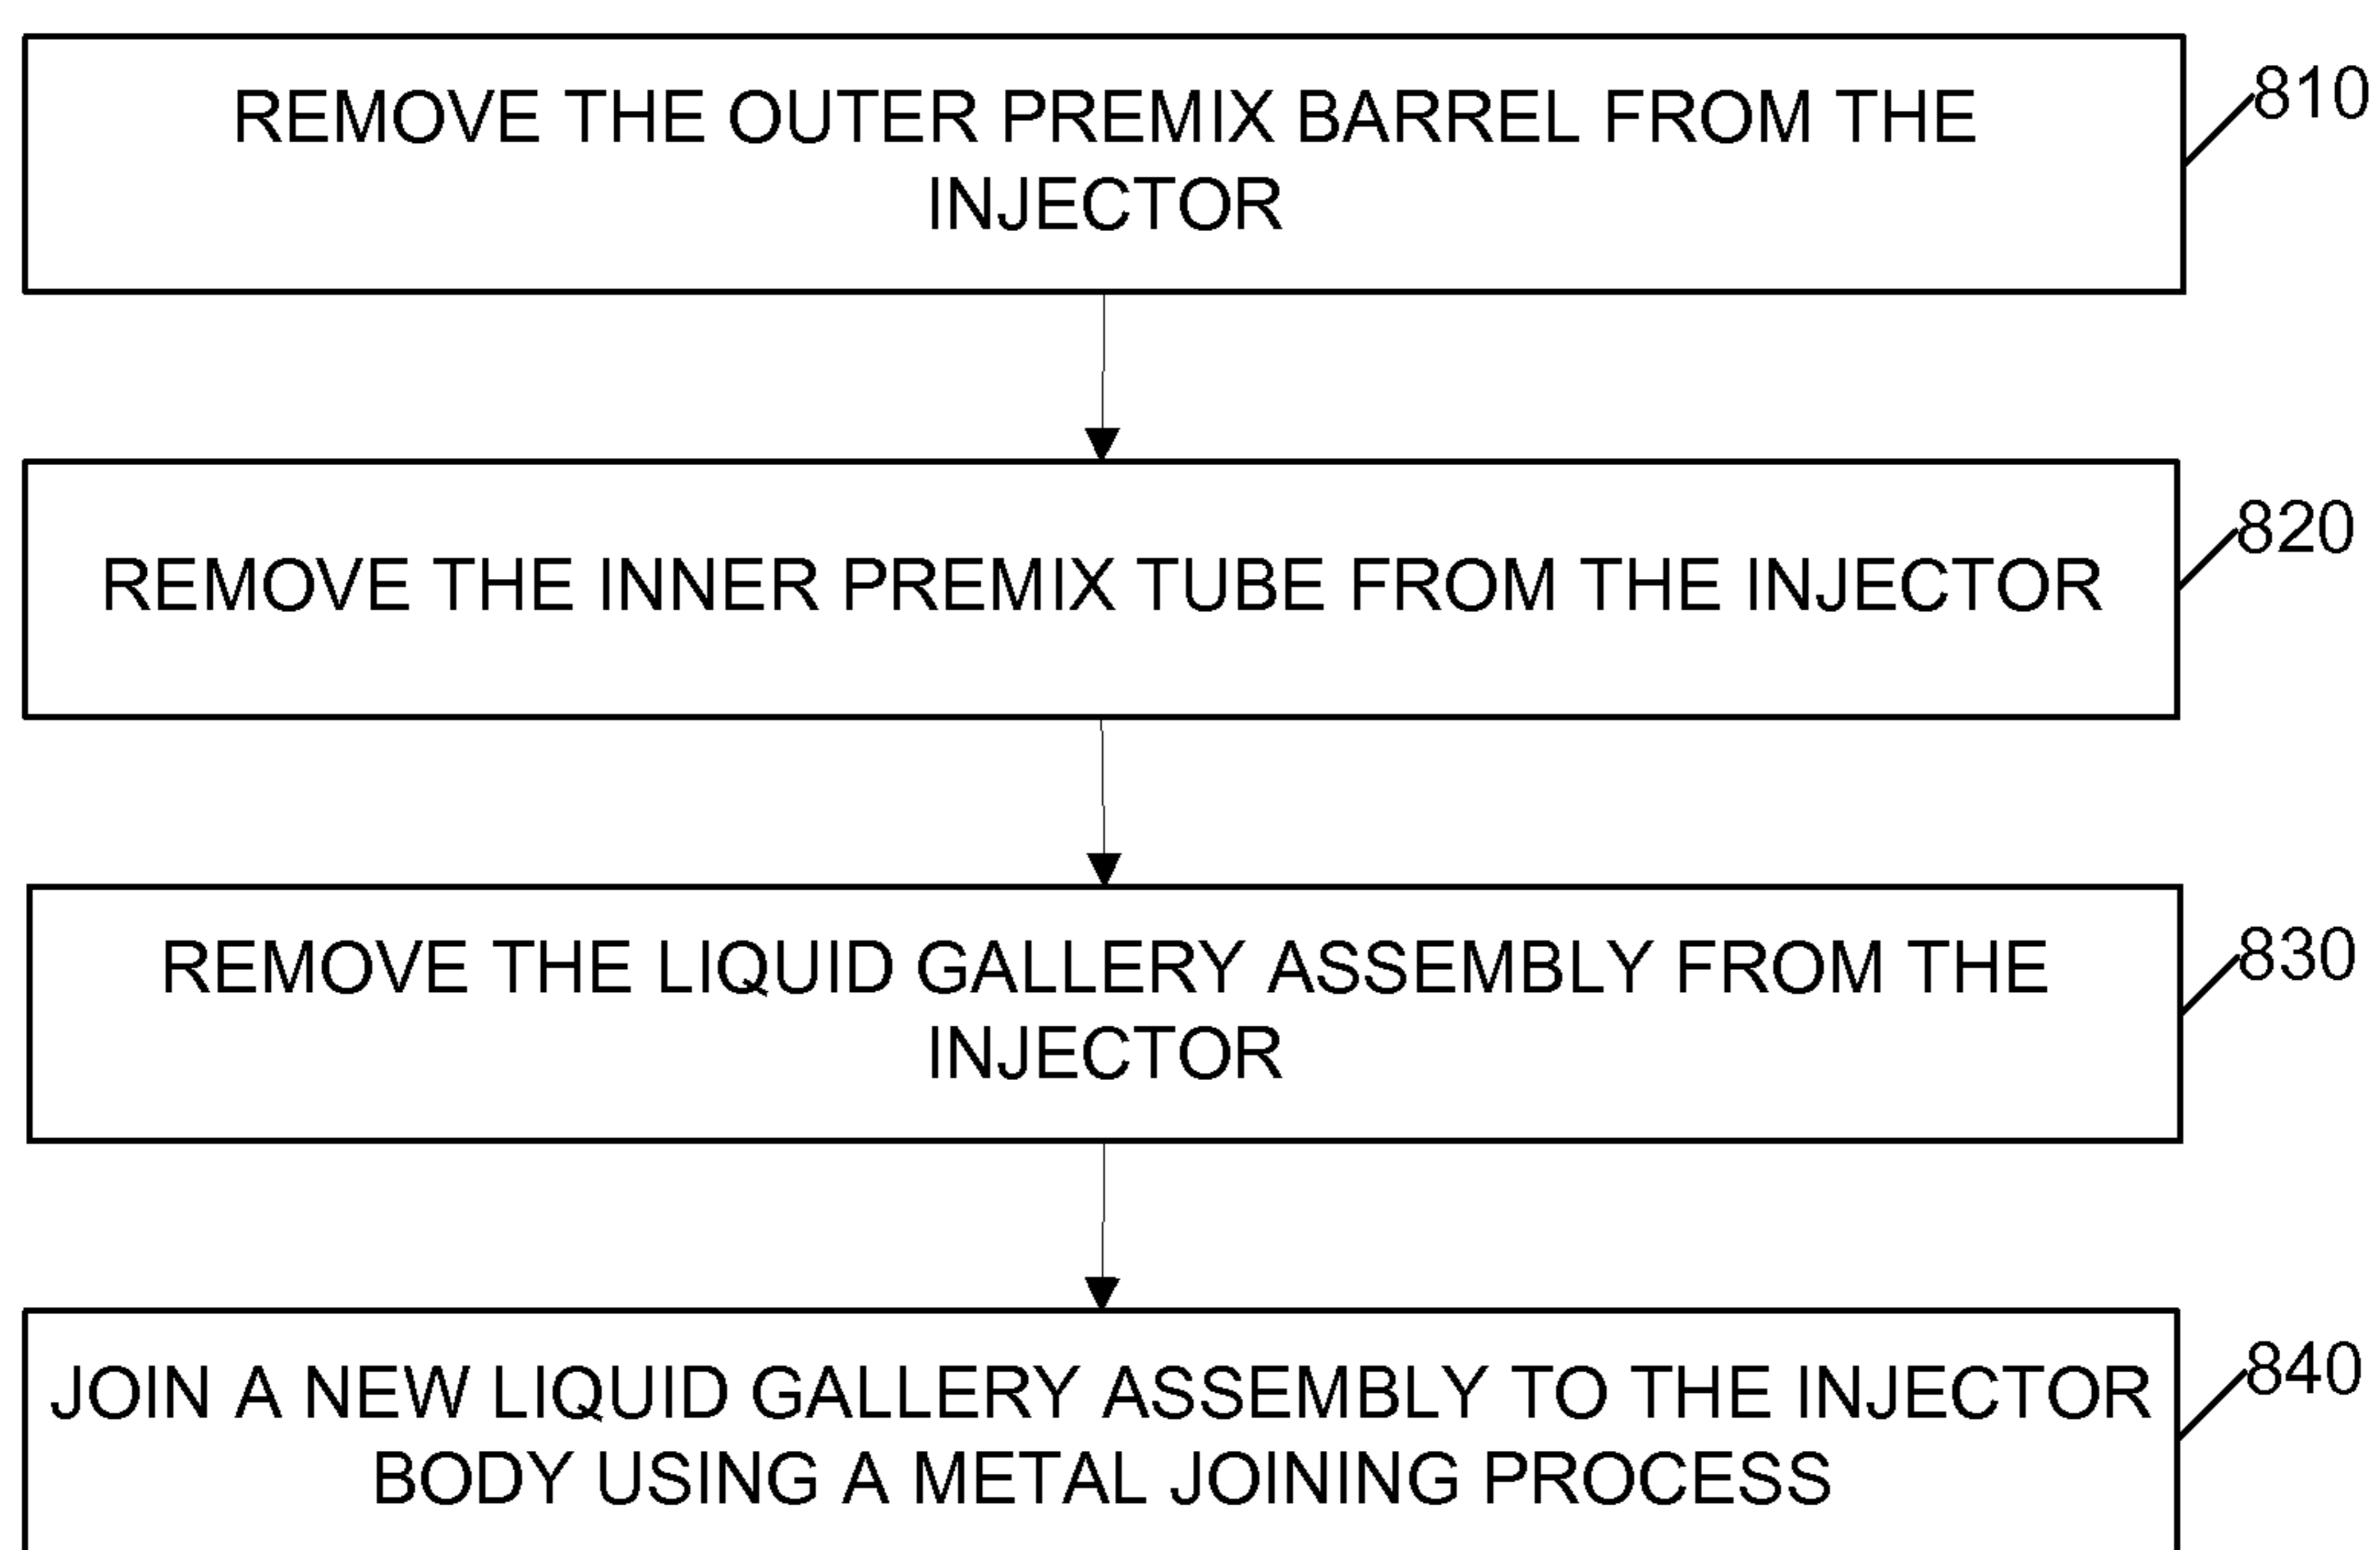 REMOVE THE OUTER PREMIX BARREL FROM THE
INJECTOR
810
REMOVE THE INNER PREMIX TUBE FROM THE INJECTOR
820
REMOVE THE LIQUID GALLERY ASSEMBLY FROM THE
INJECTOR
830
JOIN A NEW LIQUID GALLERY ASSEMBLY TO THE INJECTOR
BODY USING A METAL JOINING PROCESS
840